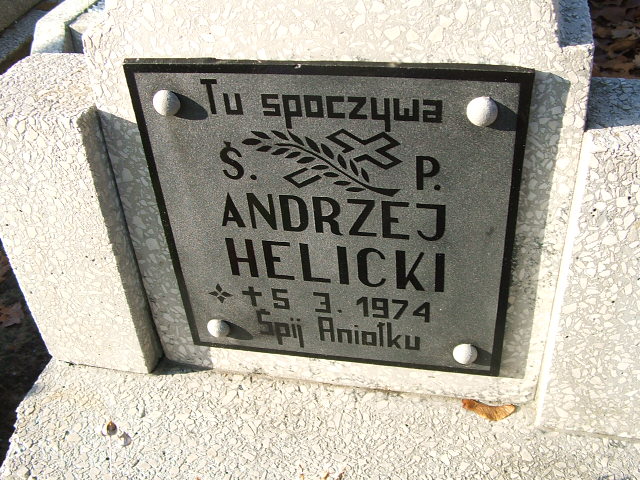 Tu spoczywa
Ś. P.
ANDRZEJ
HELICKI
✦ + 5 3. 1974
Śpij Aniołku